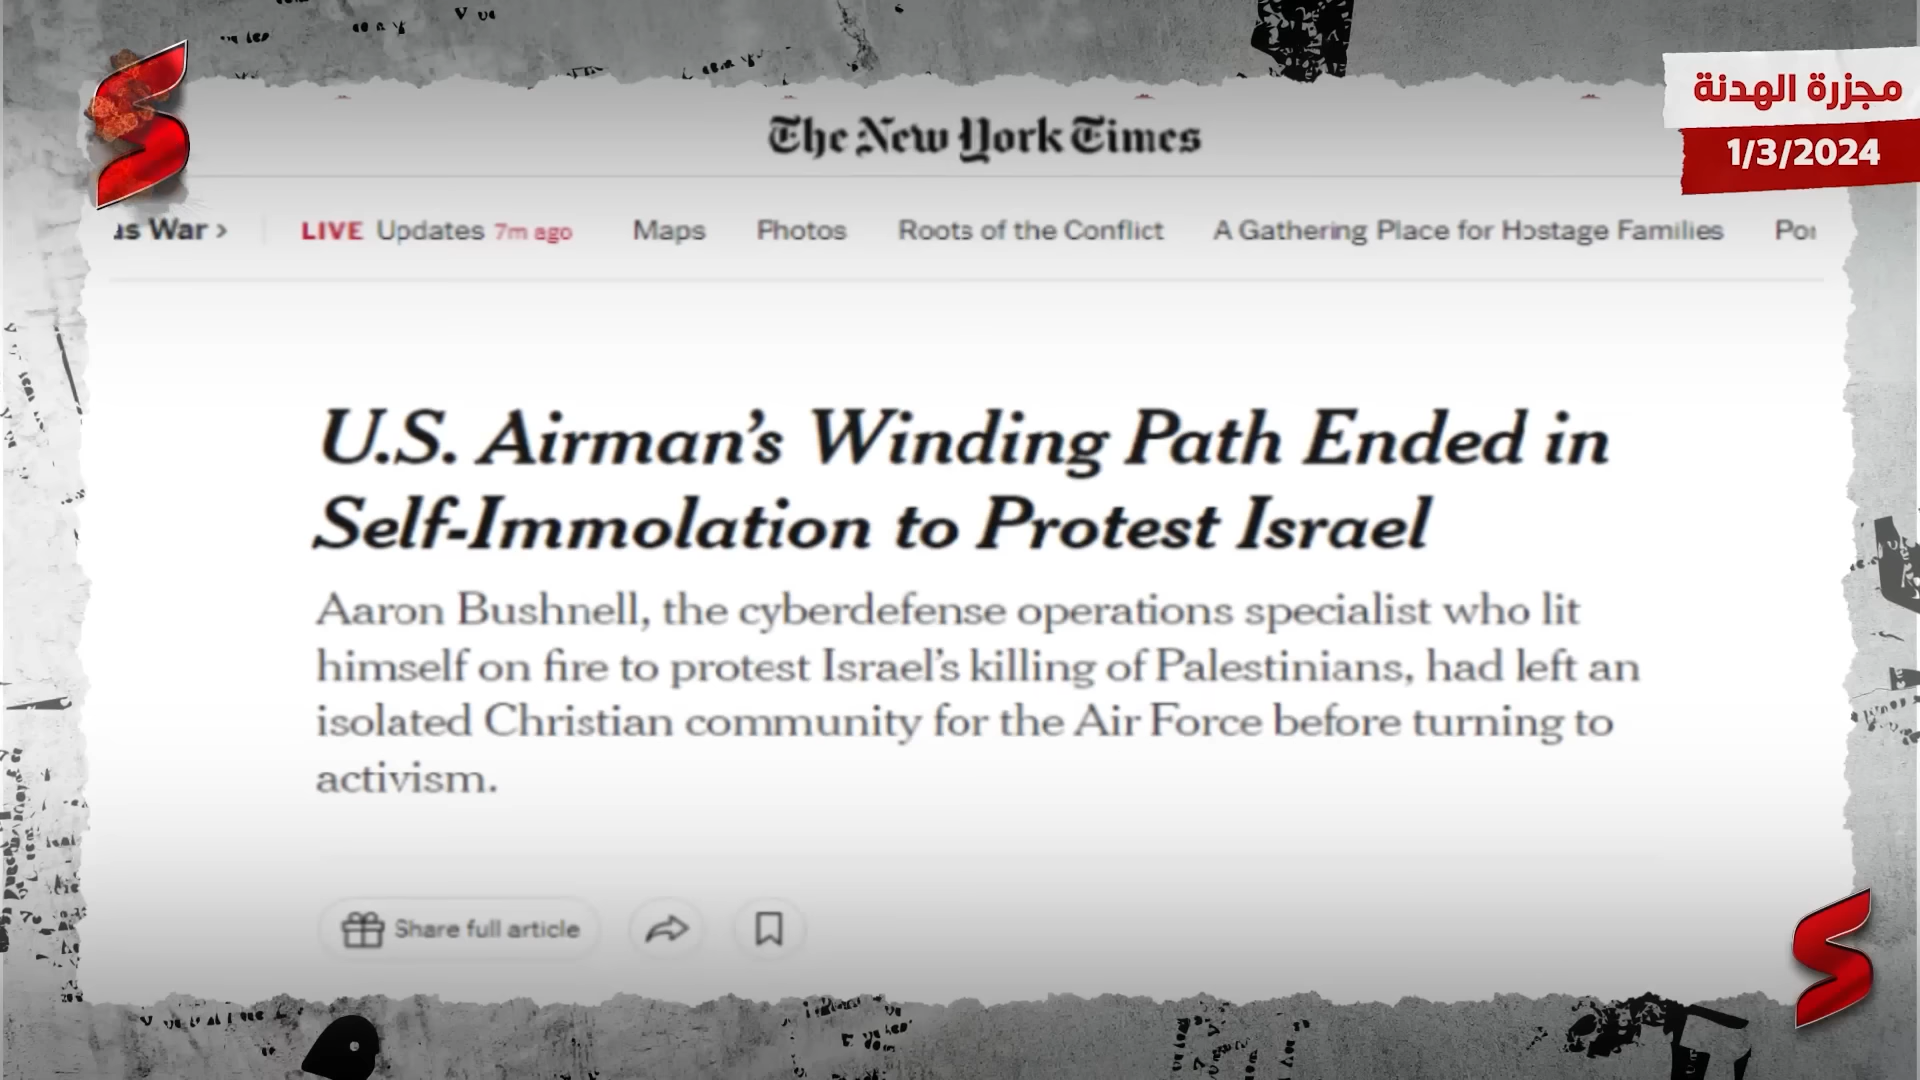 مجزرة الهدنة
1/3/2024
The New York Times
as War >
LIVE Updates 7m ago
Maps
Photos
Roots of the Conflict
A Gathering Place for Hostage Families
U.S. Airman's Winding Path Ended in
Self-Immolation to Protest Israel
Aaron Bushnell, the cyberdefense operations specialist who lit
himself on fire to protest Israel's killing of Palestinians, had left an
isolated Christian community for the Air Force before turning to
activism.
Share full article